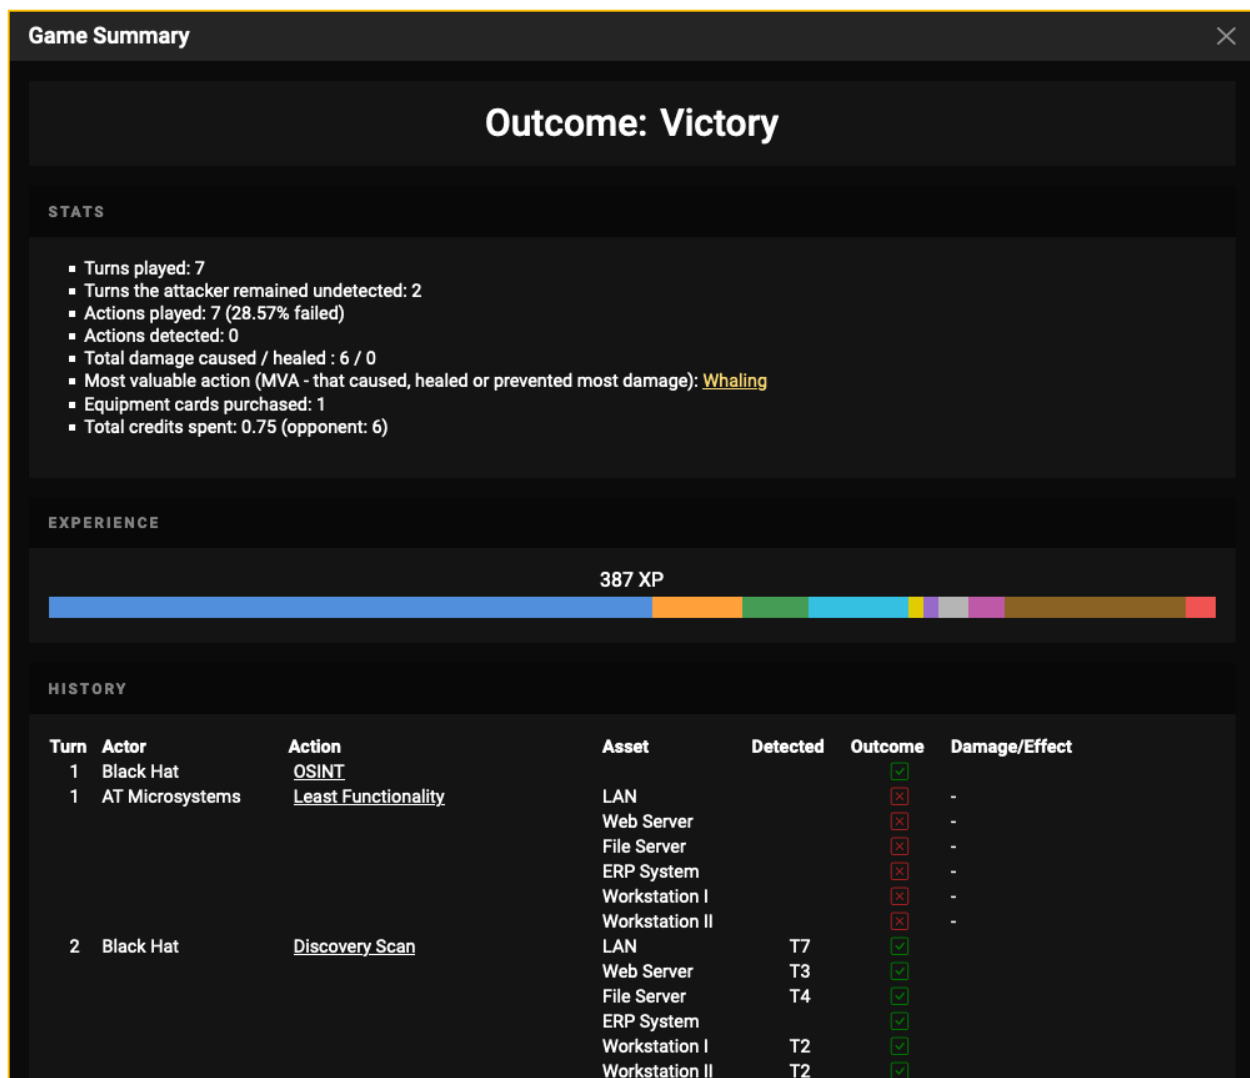 Game Summary
Outcome: Victory
STATS
Turns played: 7
Turns the attacker remained undetected: 2
Actions played: 7 (28.57% failed)
Actions detected: 0
Total damage caused / healed : 6 / 0
Most valuable action (MVA - that caused, healed or prevented most damage): Whaling
Equipment cards purchased: 1
Total credits spent: 0.75 (opponent: 6)
EXPERIENCE
387 XP
HISTORY
Turn Actor Action Asset Detected Outcome Damage/Effect
1 Black Hat OSINT
1 AT Microsystems Least Functionality LAN -
Web Server -
File Server -
ERP System -
Workstation I -
Workstation II -
2 Black Hat Discovery Scan LAN T7
Web Server T3
File Server T4
ERP System
Workstation I T2
Workstation II T2